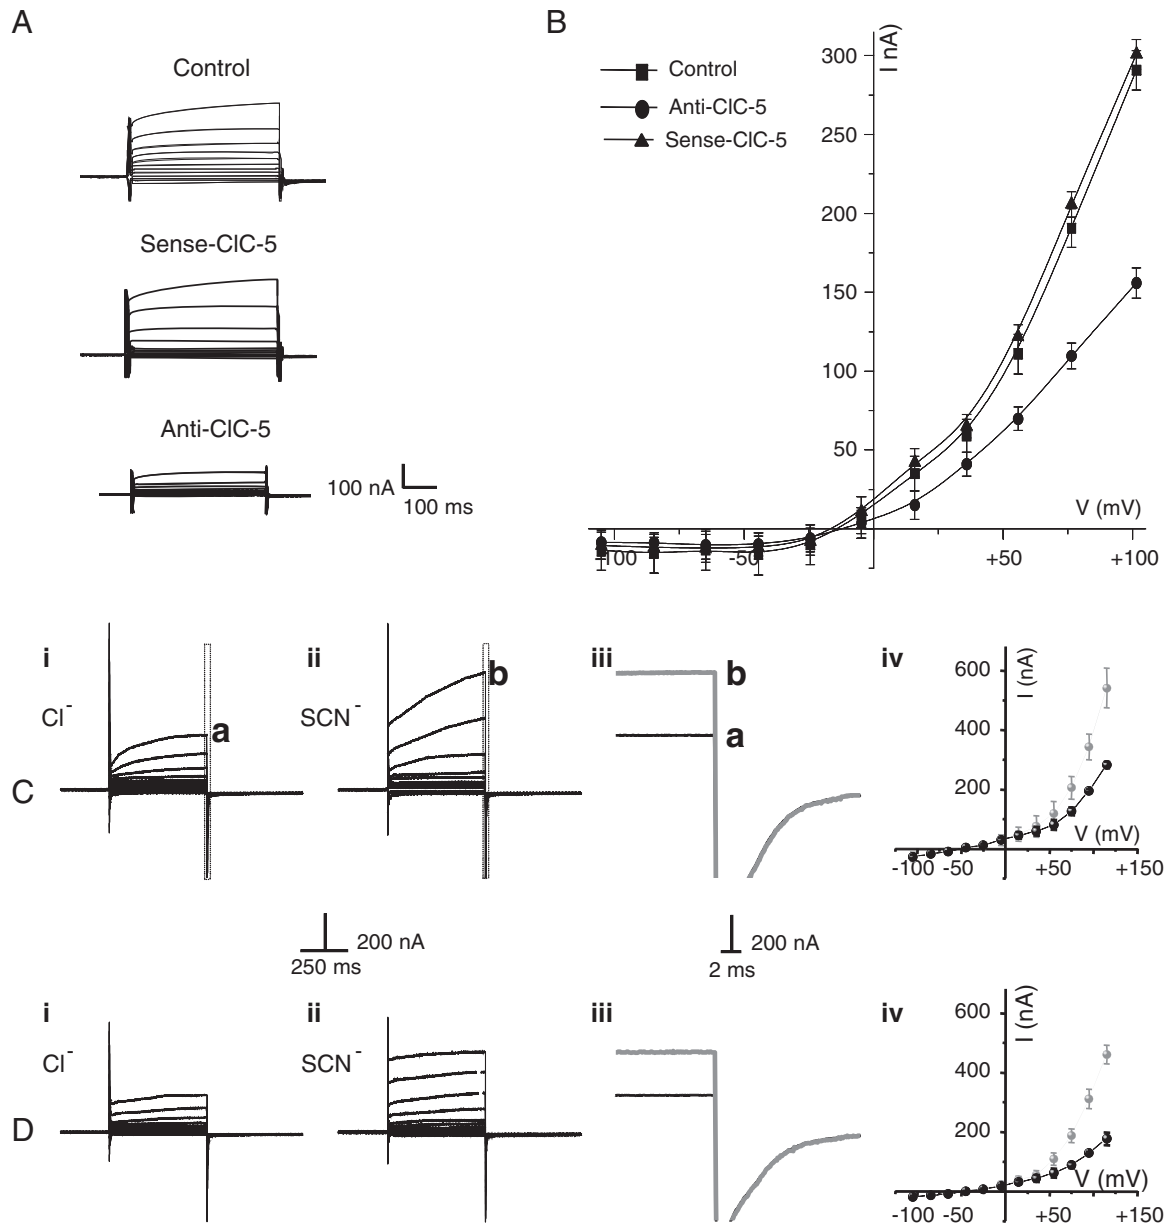 A
Control
Sense-ClC-5
Anti-ClC-5
100 nA
100 ms
B
I nA)
Control
Anti-ClC-5
Sense-ClC-5
300
250
200
150
100
50
V (mV)
-100
-50
+50
+100
C
i
Cl-
a
ii
SCN-
b
iii
b
a
iv
I (nA)
600
400
200
V (mV)
-100 -50
+50
+150
200 nA
250 ms
200 nA
2 ms
D
i
Cl-
ii
SCN-
iii
iv
I (nA)
600
400
200
V (mV)
-100 -50
+50
+150